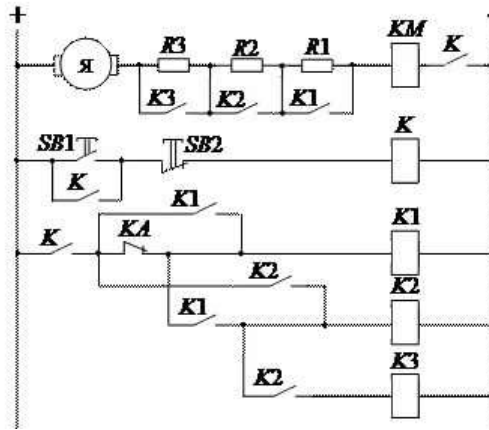 + -
R3 R2 R1 KM K
Я
K3 K2 K1
SB1 SB2 K
K
K1
K KA K1
K2 K2
K1
K2 K3